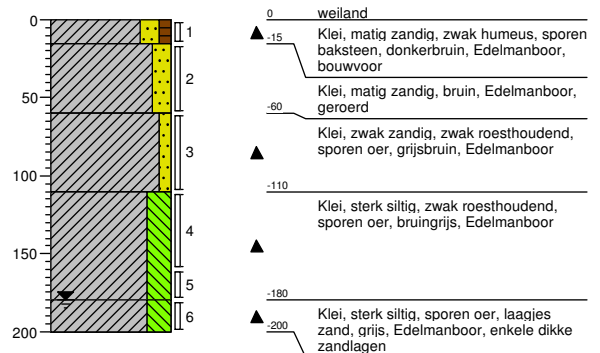 0
50
100
150
200
1
2
3
4
5
6
0 weiland
-15 Klei, matig zandig, zwak humeus, sporen
baksteen, donkerbruin, Edelmanboor,
bouwvoor
-60 Klei, matig zandig, bruin, Edelmanboor,
geroerd
Klei, zwak zandig, zwak roesthoudend,
sporen oer, grijsbruin, Edelmanboor
-110
Klei, sterk siltig, zwak roesthoudend,
sporen oer, bruingrijs, Edelmanboor
-180
Klei, sterk siltig, sporen oer, laagjes
-200 zand, grijs, Edelmanboor, enkele dikke
zandlagen